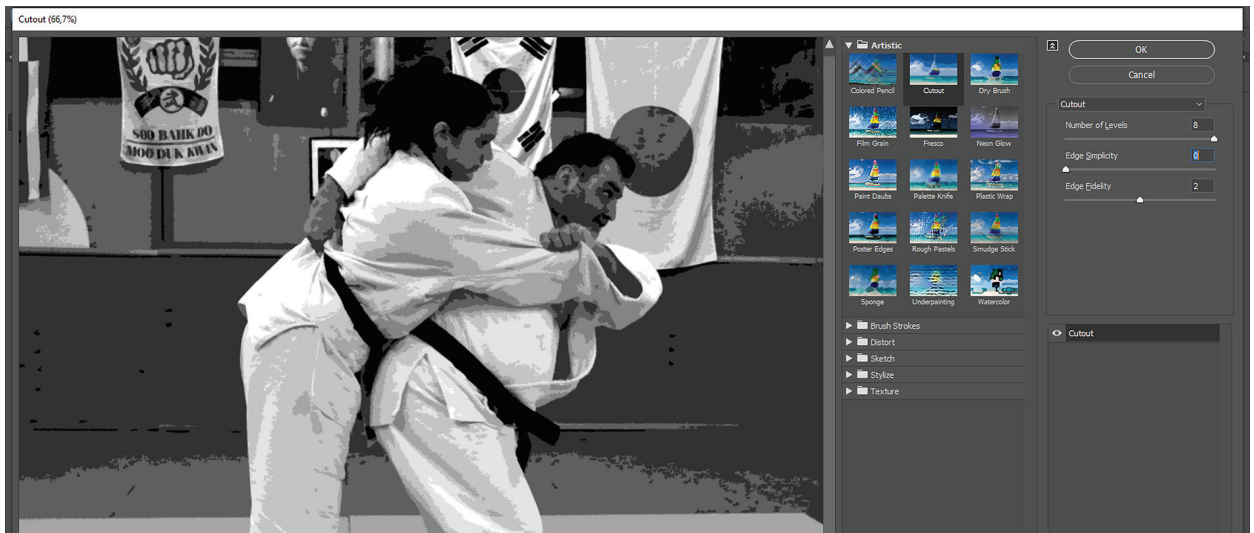 Cutout (66,7%)
SOO BAHK DO
MOO DUK KWAN
武
Artistic
Colored Pencil
Cutout
Dry Brush
Film Grain
Fresco
Neon Glow
Paint Daubs
Palette Knife
Plastic Wrap
Poster Edges
Rough Pastels
Smudge Stick
Sponge
Underpainting
Watercolor
Brush Strokes
Distort
Sketch
Stylize
Texture
OK
Cancel
Cutout
Number of Levels 8
Edge Simplicity 0
Edge Fidelity 2
Cutout